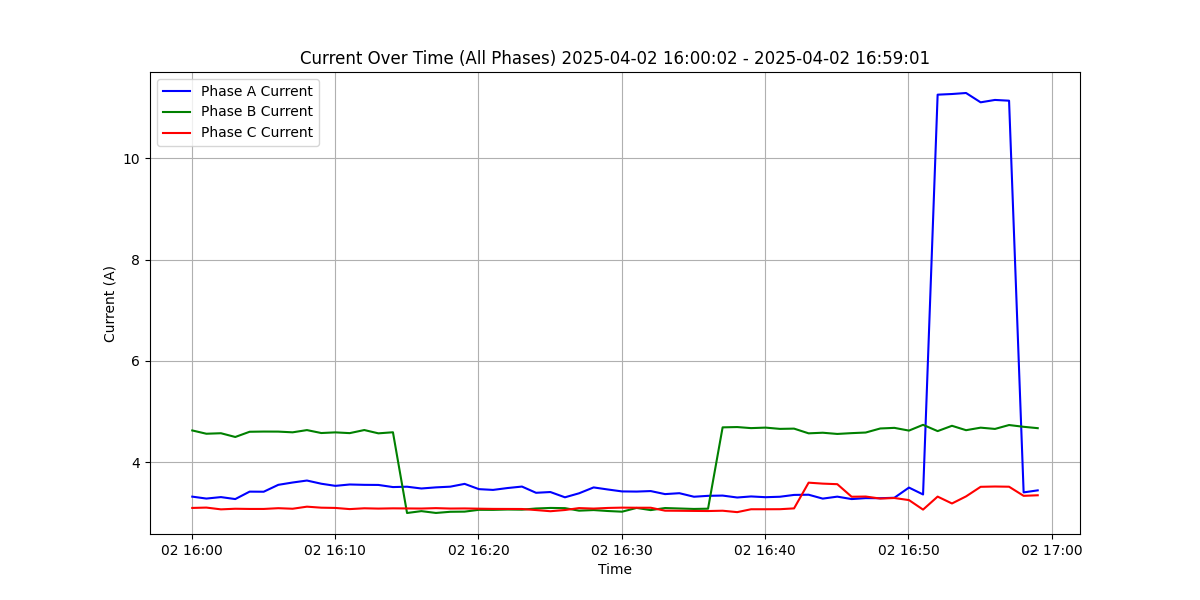 Current Over Time (All Phases) 2025-04-02 16:00:02 - 2025-04-02 16:59:01
Phase A Current
Phase B Current
Phase C Current
Current (A)
10
8
6
4
02 16:00
02 16:10
02 16:20
02 16:30
02 16:40
02 16:50
02 17:00
Time